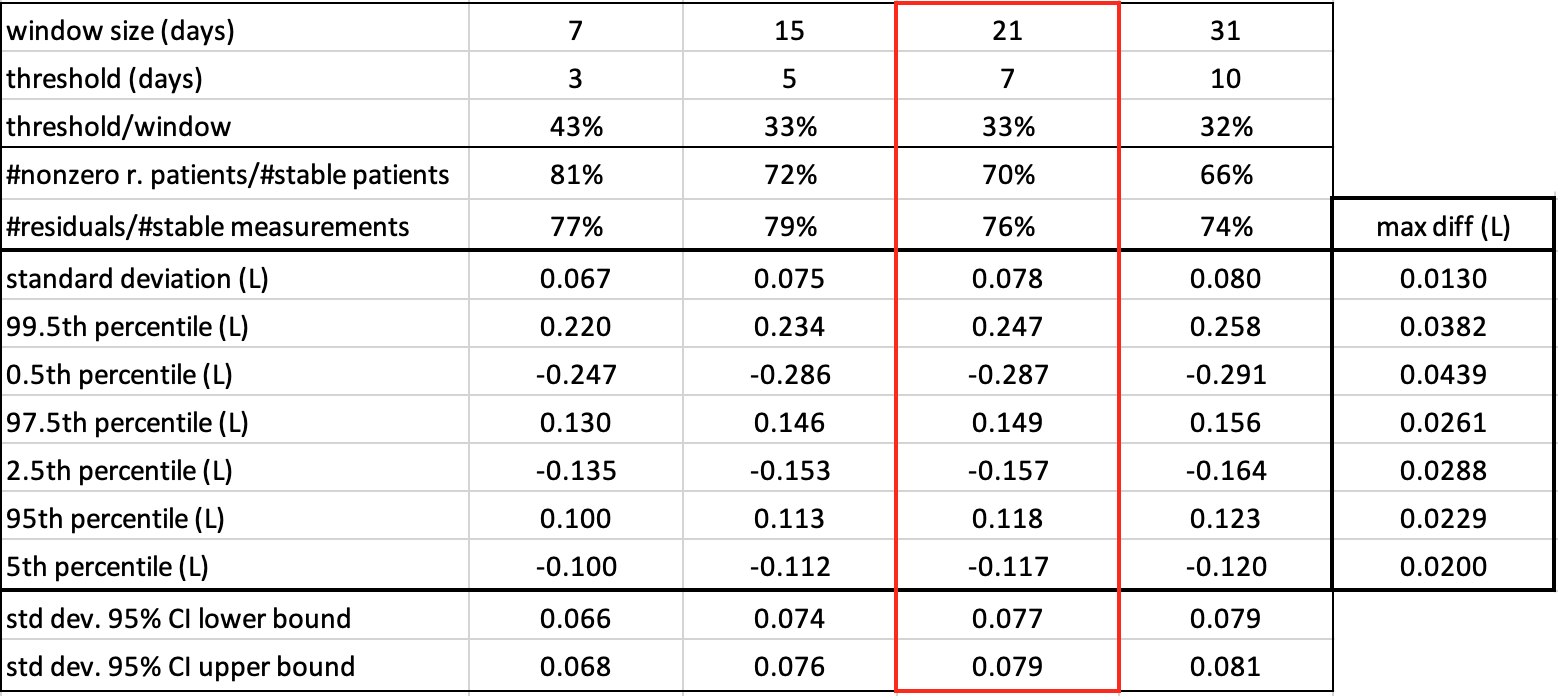 window size (days) 7 15 21 31
threshold (days) 3 5 7 10
threshold/window 43% 33% 33% 32%
#nonzero r. patients/#stable patients 81% 72% 70% 66%
#residuals/#stable measurements 77% 79% 76% 74% max diff (L)
standard deviation (L) 0.067 0.075 0.078 0.080 0.0130
99.5th percentile (L) 0.220 0.234 0.247 0.258 0.0382
0.5th percentile (L) -0.247 -0.286 -0.287 -0.291 0.0439
97.5th percentile (L) 0.130 0.146 0.149 0.156 0.0261
2.5th percentile (L) -0.135 -0.153 -0.157 -0.164 0.0288
95th percentile (L) 0.100 0.113 0.118 0.123 0.0229
5th percentile (L) -0.100 -0.112 -0.117 -0.120 0.0200
std dev. 95% CI lower bound 0.066 0.074 0.077 0.079
std dev. 95% CI upper bound 0.068 0.076 0.079 0.081